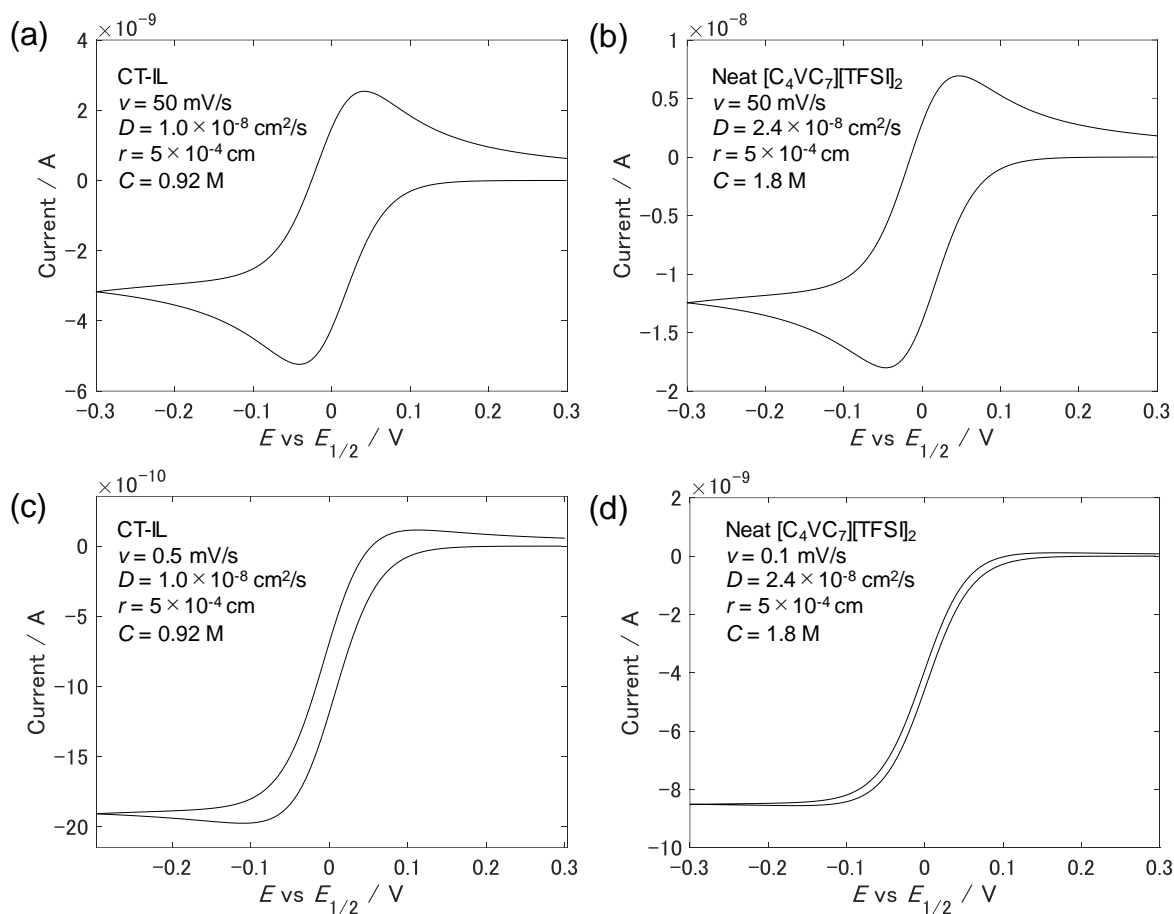 (a)
×10⁻⁹
CT-IL
v = 50 mV/s
D = 1.0×10⁻⁸ cm²/s
r = 5×10⁻⁴ cm
C = 0.92 M
4
2
0
−2
−4
−6
Current / A
−0.3 −0.2 −0.1 0 0.1 0.2 0.3
E vs E₁/₂ / V
(b)
×10⁻⁸
Neat [C₄VC₇][TFSI]₂
v = 50 mV/s
D = 2.4×10⁻⁸ cm²/s
r = 5×10⁻⁴ cm
C = 1.8 M
1
0.5
0
−0.5
−1
−1.5
−2
Current / A
−0.3 −0.2 −0.1 0 0.1 0.2 0.3
E vs E₁/₂ / V
(c)
×10⁻¹⁰
CT-IL
v = 0.5 mV/s
D = 1.0×10⁻⁸ cm²/s
r = 5×10⁻⁴ cm
C = 0.92 M
0
−5
−10
−15
−20
Current / A
−0.2 −0.1 0 0.1 0.2 0.3
E vs E₁/₂ / V
(d)
×10⁻⁹
Neat [C₄VC₇][TFSI]₂
v = 0.1 mV/s
D = 2.4×10⁻⁸ cm²/s
r = 5×10⁻⁴ cm
C = 1.8 M
2
0
−2
−4
−6
−8
−10
Current / A
−0.3 −0.2 −0.1 0 0.1 0.2 0.3
E vs E₁/₂ / V